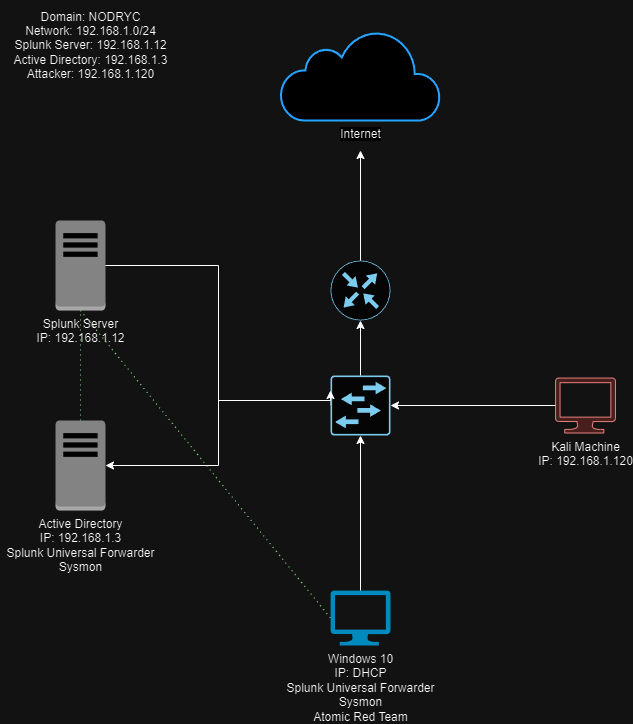 Domain: NODRYC
Network: 192.168.1.0/24
Splunk Server: 192.168.1.12
Active Directory: 192.168.1.3
Attacker: 192.168.1.120
Internet
Splunk Server
IP: 192.168.1.12
Kali Machine
IP: 192.168.1.120
Active Directory
IP: 192.168.1.3
Splunk Universal Forwarder
Sysmon
Windows 10
IP: DHCP
Splunk Universal Forwarder
Sysmon
Atomic Red Team